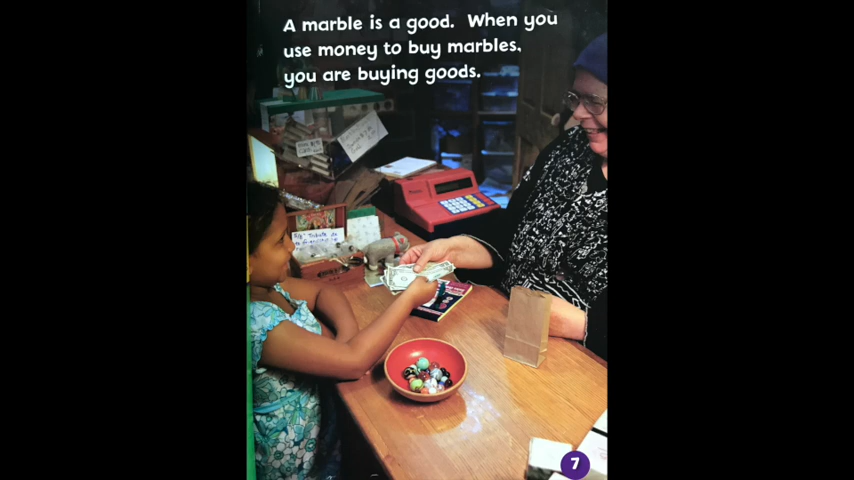 A marble is a good. When you
use money to buy marbles,
you are buying goods.
7